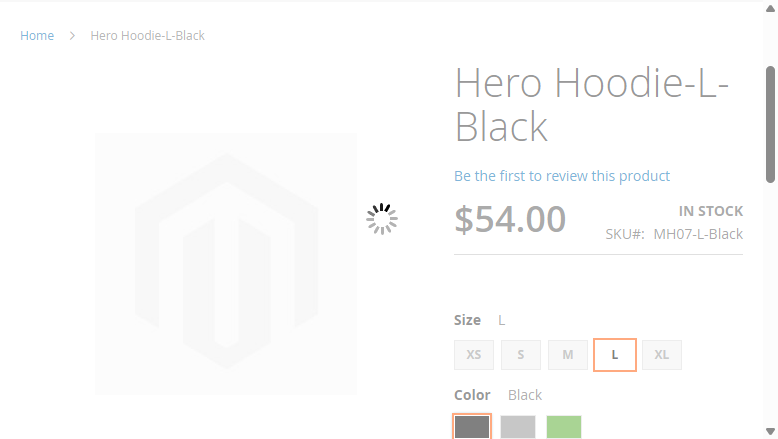 Home
Hero Hoodie-L-Black
Hero Hoodie-L-
Black
Be the first to review this product
$54.00
IN STOCK
SKU#: MH07-L-Black
Size L
XS S M L XL
Color Black